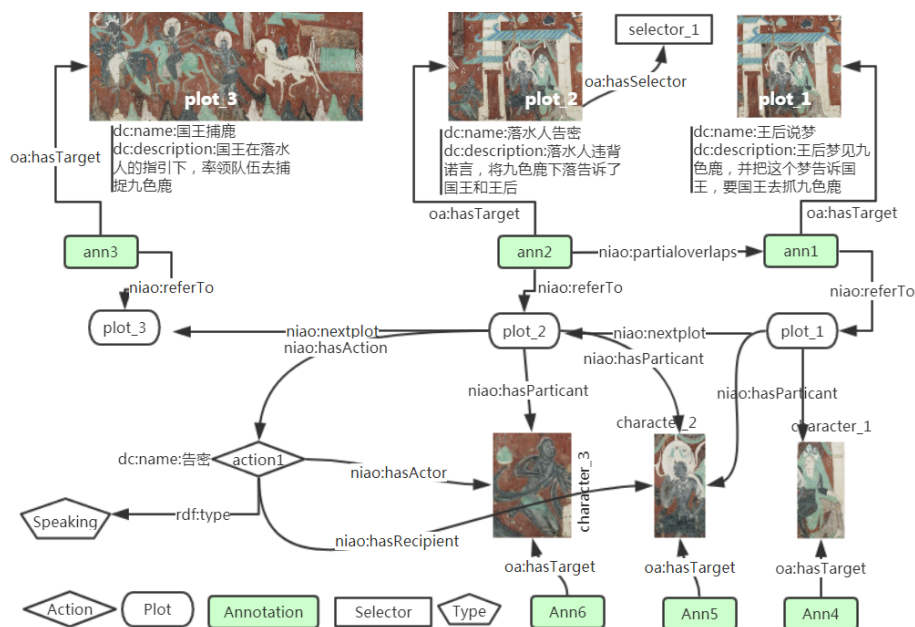 selector_1
plot_3
plot_2
plot_1
oa:hasSelector
dc:name:国王捕鹿
dc:description:国王在落水
人的指引下，率领队伍去捕
捉九色鹿
dc:name:落水人告密
dc:description:落水人违背
诺言，将九色鹿下落告诉了
国王和王后
dc:name:王后说梦
dc:description:王后梦见九
色鹿，并把这个梦告诉国
王，要国王去抓九色鹿
oa:hasTarget
oa:hasTarget
oa:hasTarget
ann3
ann2
niao:partialoverlaps
ann1
niao:referTo
niao:referTo
niao:referTo
plot_3
niao:nextplot
plot_2
niao:nextplot
plot_1
niao:hasAction
niao:hasParticant
niao:hasParticant
niao:hasParticant
character_2
character_1
dc:name:告密
action1
niao:hasActor
character_3
Speaking
rdf:type
niao:hasRecipient
oa:hasTarget
oa:hasTarget
oa:hasTarget
Action
Plot
Annotation
Selector
Type
Ann6
Ann5
Ann4